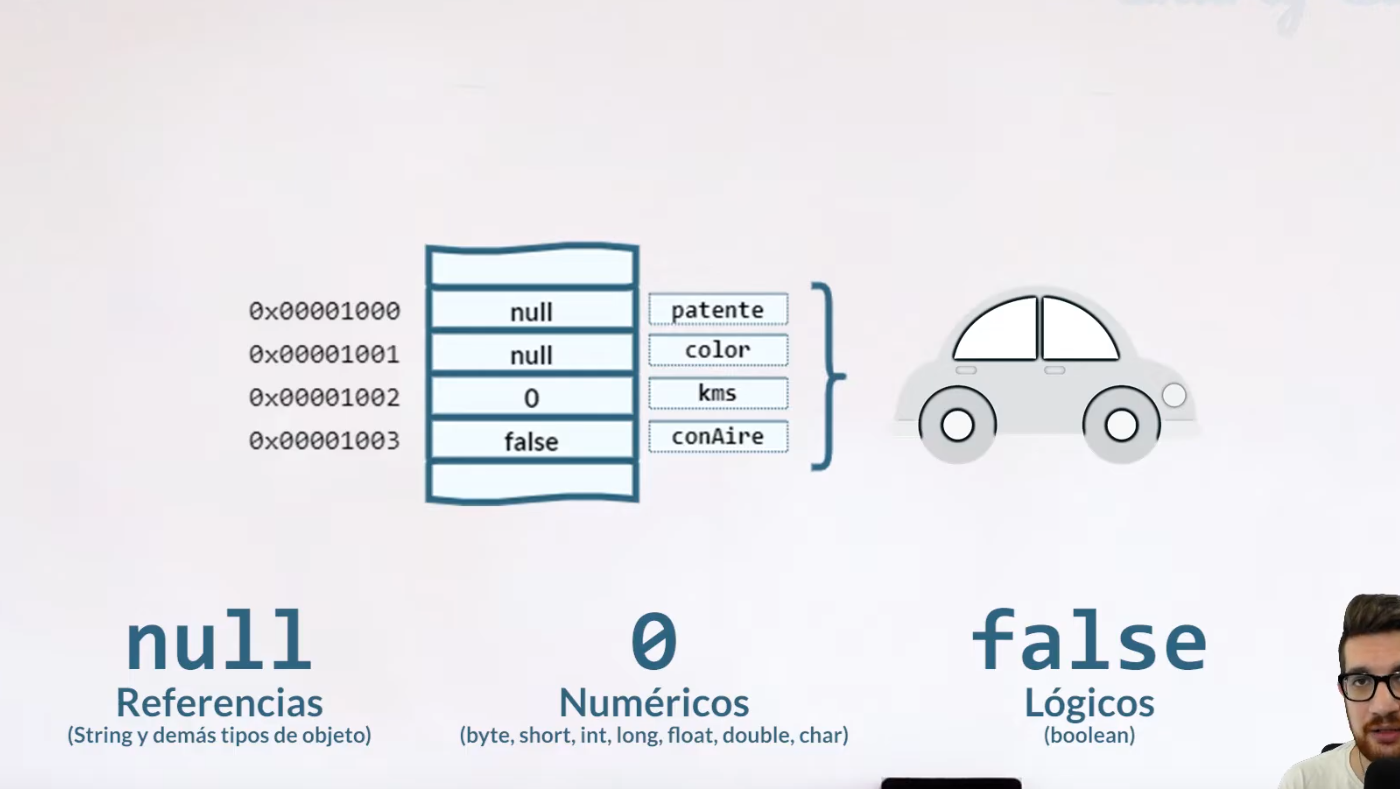 0x00001000 null patente
0x00001001 null color
0x00001002 0 kms
0x00001003 false conAire
null
Referencias
(String y demás tipos de objeto)
0
Numéricos
(byte, short, int, long, float, double, char)
false
Lógicos
(boolean)